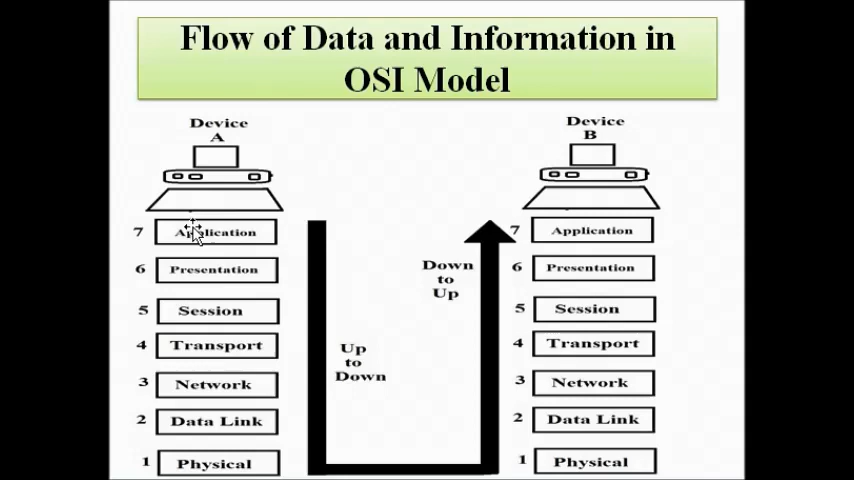 Flow of Data and Information in
OSI Model
Device
A
7 Application
6 Presentation
5 Session
4 Transport
3 Network
2 Data Link
1 Physical
Up
to
Down
Down
to
Up
Device
B
7 Application
6 Presentation
5 Session
4 Transport
3 Network
2 Data Link
1 Physical